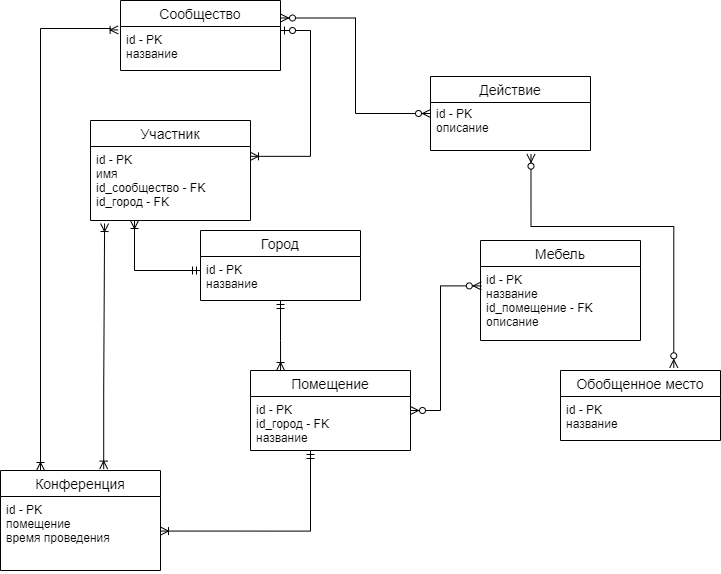 Сообщество
id - PK
название
Действие
id - PK
описание
Участник
id - PK
имя
id_сообщество - FK
id_город - FK
Город
id - PK
название
Мебель
id - PK
название
id_помещение - FK
описание
Помещение
id - PK
id_город - FK
название
Обобщенное место
id - PK
название
Конференция
id - PK
помещение
время проведения